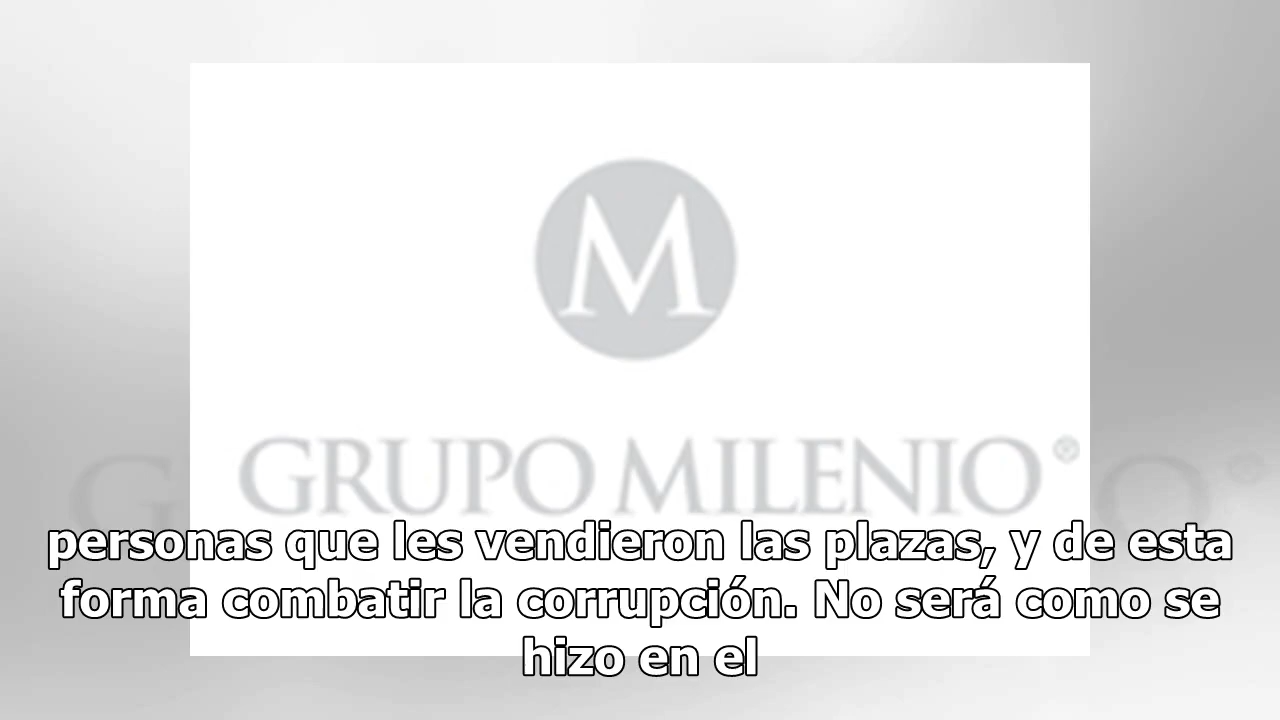 M
GRUPO MILENIO®
personas que les vendieron las plazas, y de esta
forma combatir la corrupción. No será como se
hizo en el